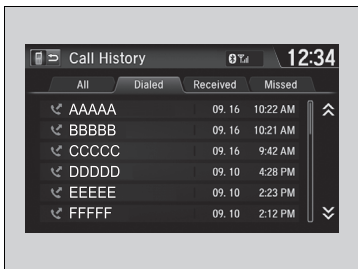 Call History 12:34
All Dialed Received Missed
AAAAA 09. 16 10:22 AM
BBBBB 09. 16 10:21 AM
CCCCC 09. 16 9:42 AM
DDDDD 09. 10 4:28 PM
EEEEE 09. 10 2:23 PM
FFFFF 09. 10 2:12 PM